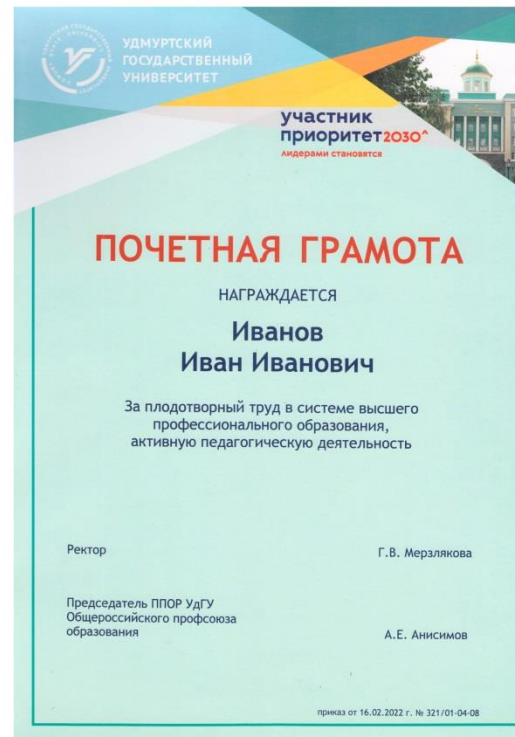 УДМУРТСКИЙ
ГОСУДАРСТВЕННЫЙ
УНИВЕРСИТЕТ
участник
приоритет2030^
лидерами становятся
ПОЧЕТНАЯ ГРАМОТА
НАГРАЖДАЕТСЯ
Иванов
Иван Иванович
За плодотворный труд в системе высшего
профессионального образования,
активную педагогическую деятельность
Ректор
Г.В. Мерзлякова
Председатель ППОР УдГУ
Общероссийского профсоюза
образования
А.Е. Анисимов
приказ от 16.02.2022 г. № 321/01-04-08